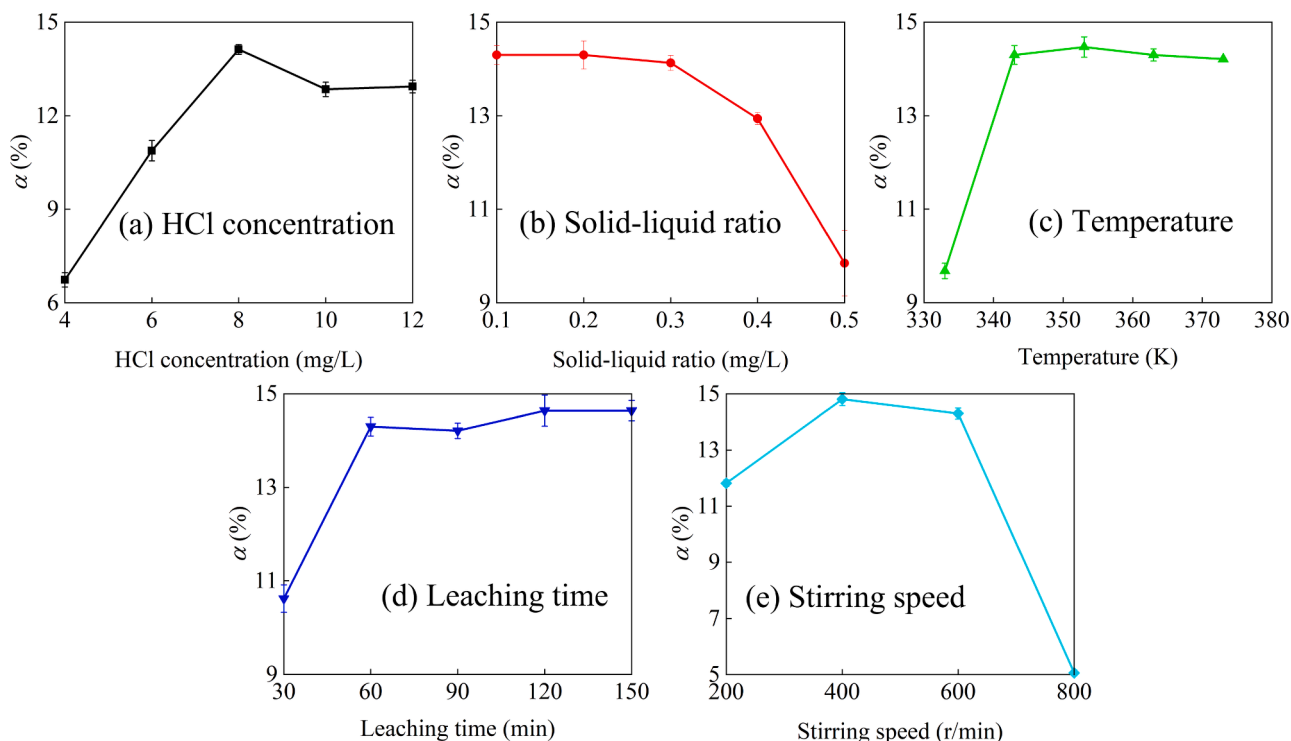 15
12
9
6
α (%)
(a) HCl concentration
4 6 8 10 12
HCl concentration (mg/L)
15
13
11
9
α (%)
(b) Solid-liquid ratio
0.1 0.2 0.3 0.4 0.5
Solid-liquid ratio (mg/L)
15
13
11
9
α (%)
(c) Temperature
330 340 350 360 370 380
Temperature (K)
15
13
11
9
α (%)
(d) Leaching time
30 60 90 120 150
Leaching time (min)
15
13
11
9
7
5
α (%)
(e) Stirring speed
200 400 600 800
Stirring speed (r/min)